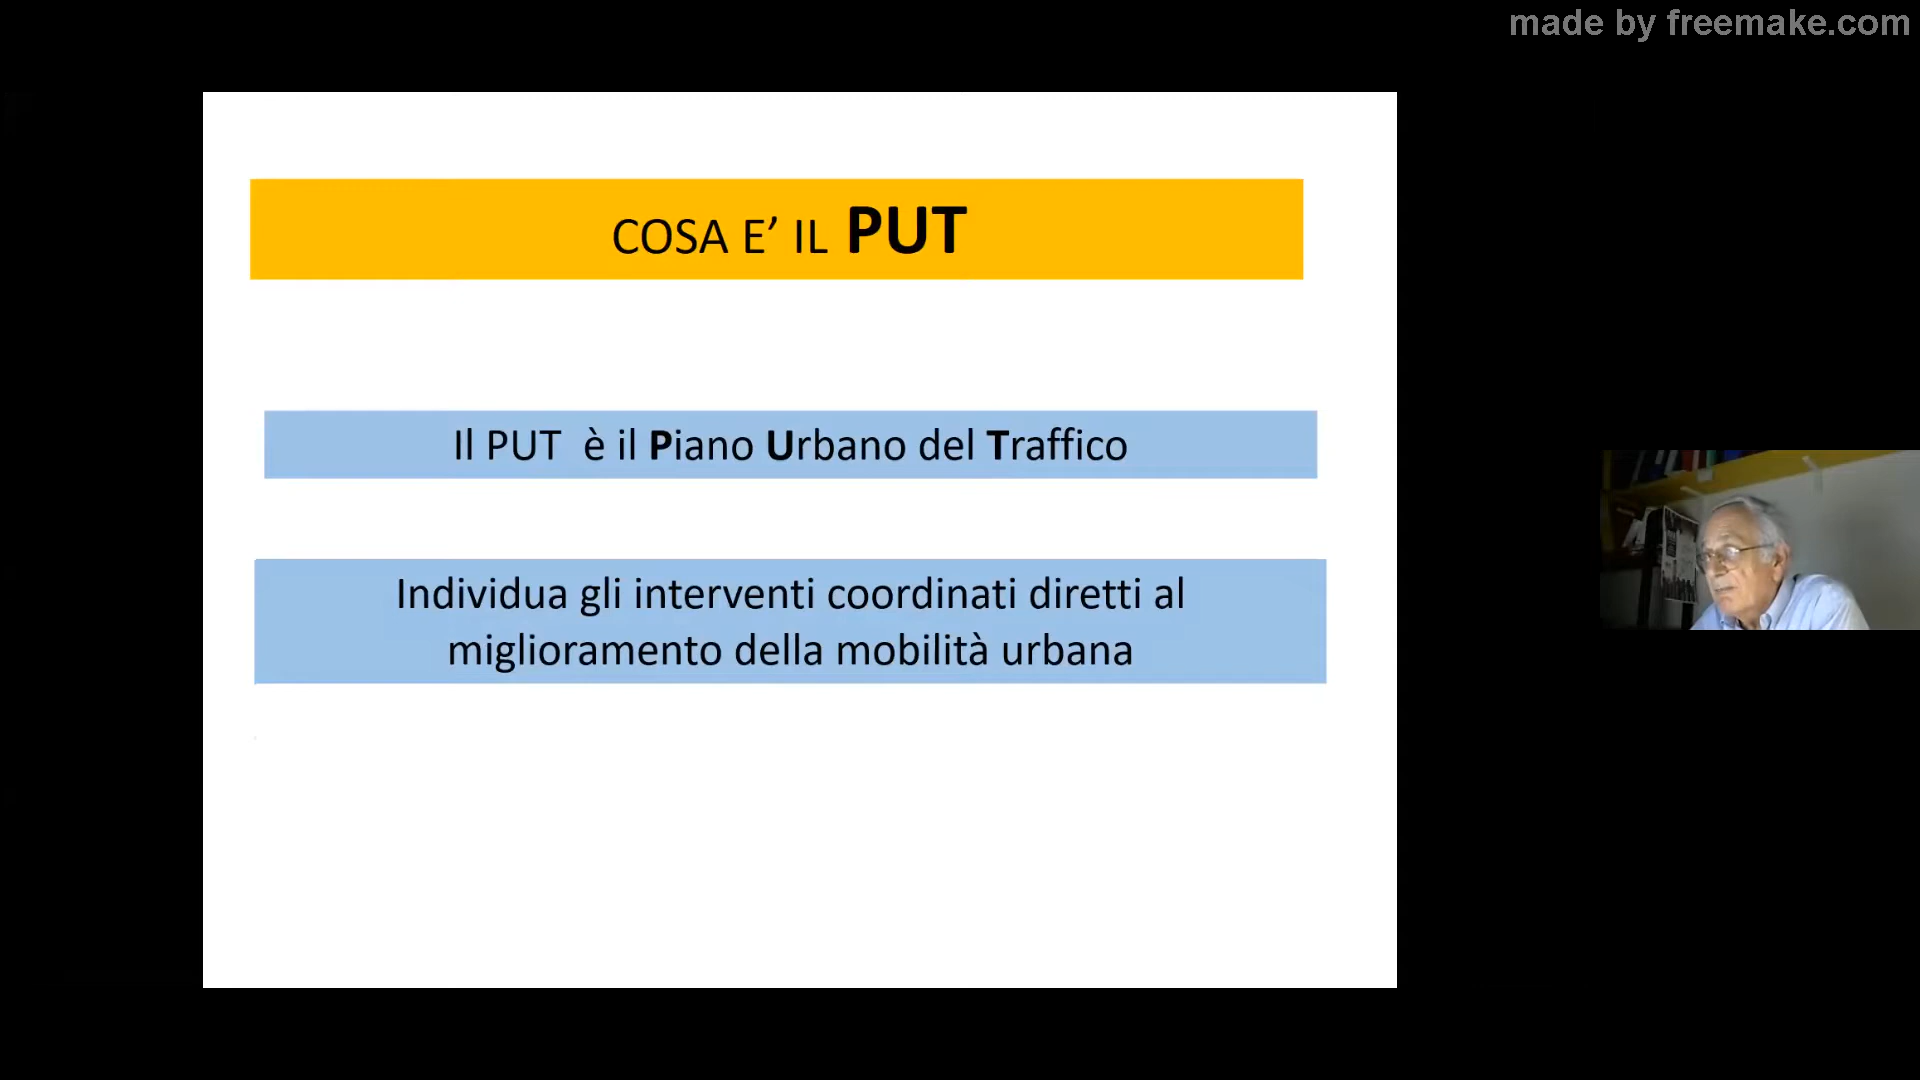 made by freemake.com
COSA E’ IL PUT
Il PUT è il Piano Urbano del Traffico
Individua gli interventi coordinati diretti al
miglioramento della mobilità urbana